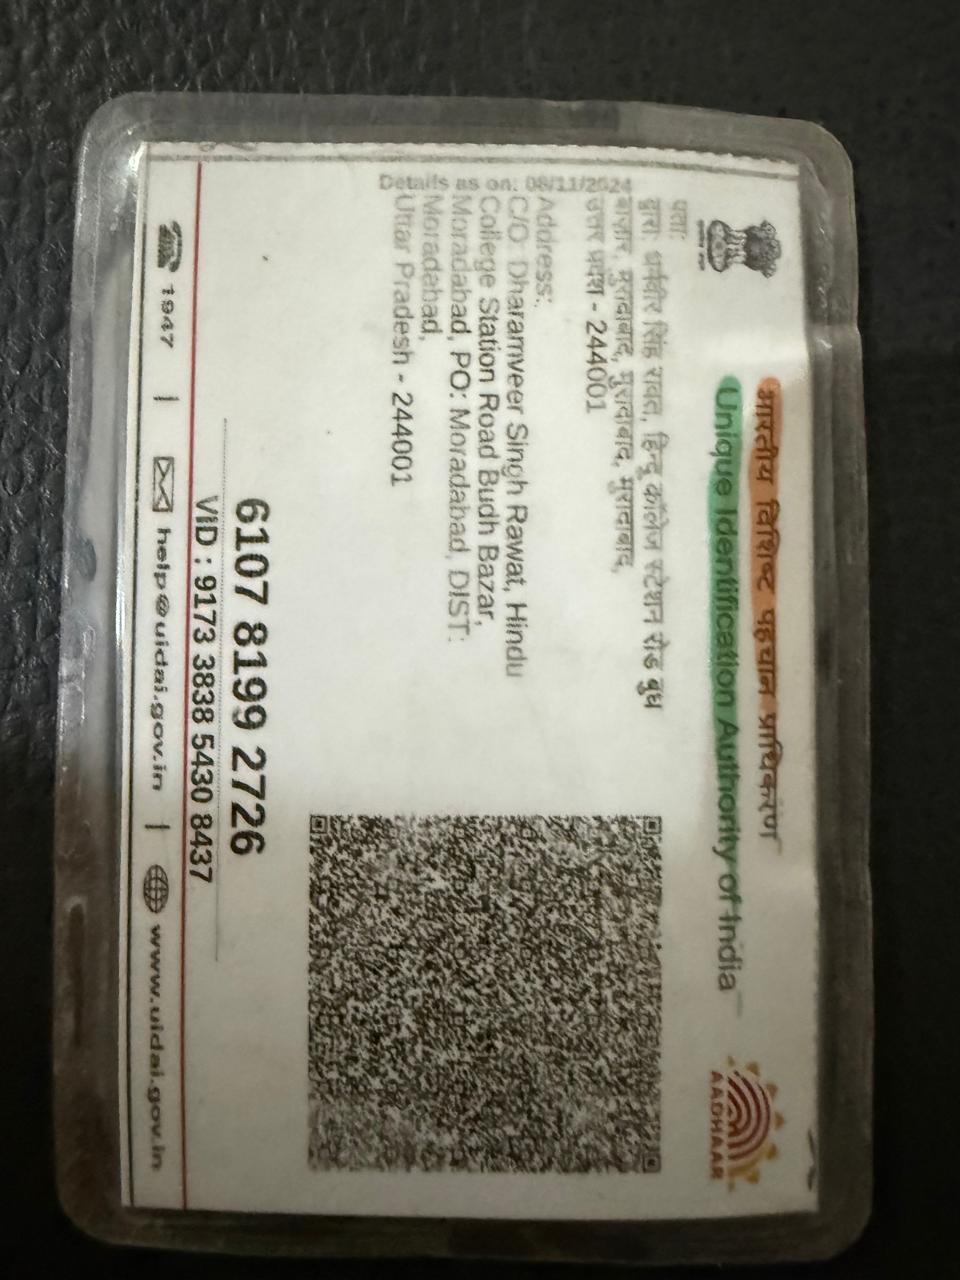 भारतीय विशिष्ट पहचान प्राधिकरण
Unique Identification Authority of India
AADHAAR
पता:
द्वारा: धर्मवीर सिंह रावत, हिन्दू कॉलेज स्टेशन रोड बुध
बाज़ार, मुरादाबाद, मुरादाबाद, मुरादाबाद,
उत्तर प्रदेश - 244001
Address:
C/O: Dharamveer Singh Rawat, Hindu
College Station Road Budh Bazar,
Moradabad, PO: Moradabad, DIST:
Moradabad,
Uttar Pradesh - 244001
Details as on: 08/11/2024
6107 8199 2726
VID : 9173 3838 5430 8437
1947 | help@uidai.gov.in | www.uidai.gov.in